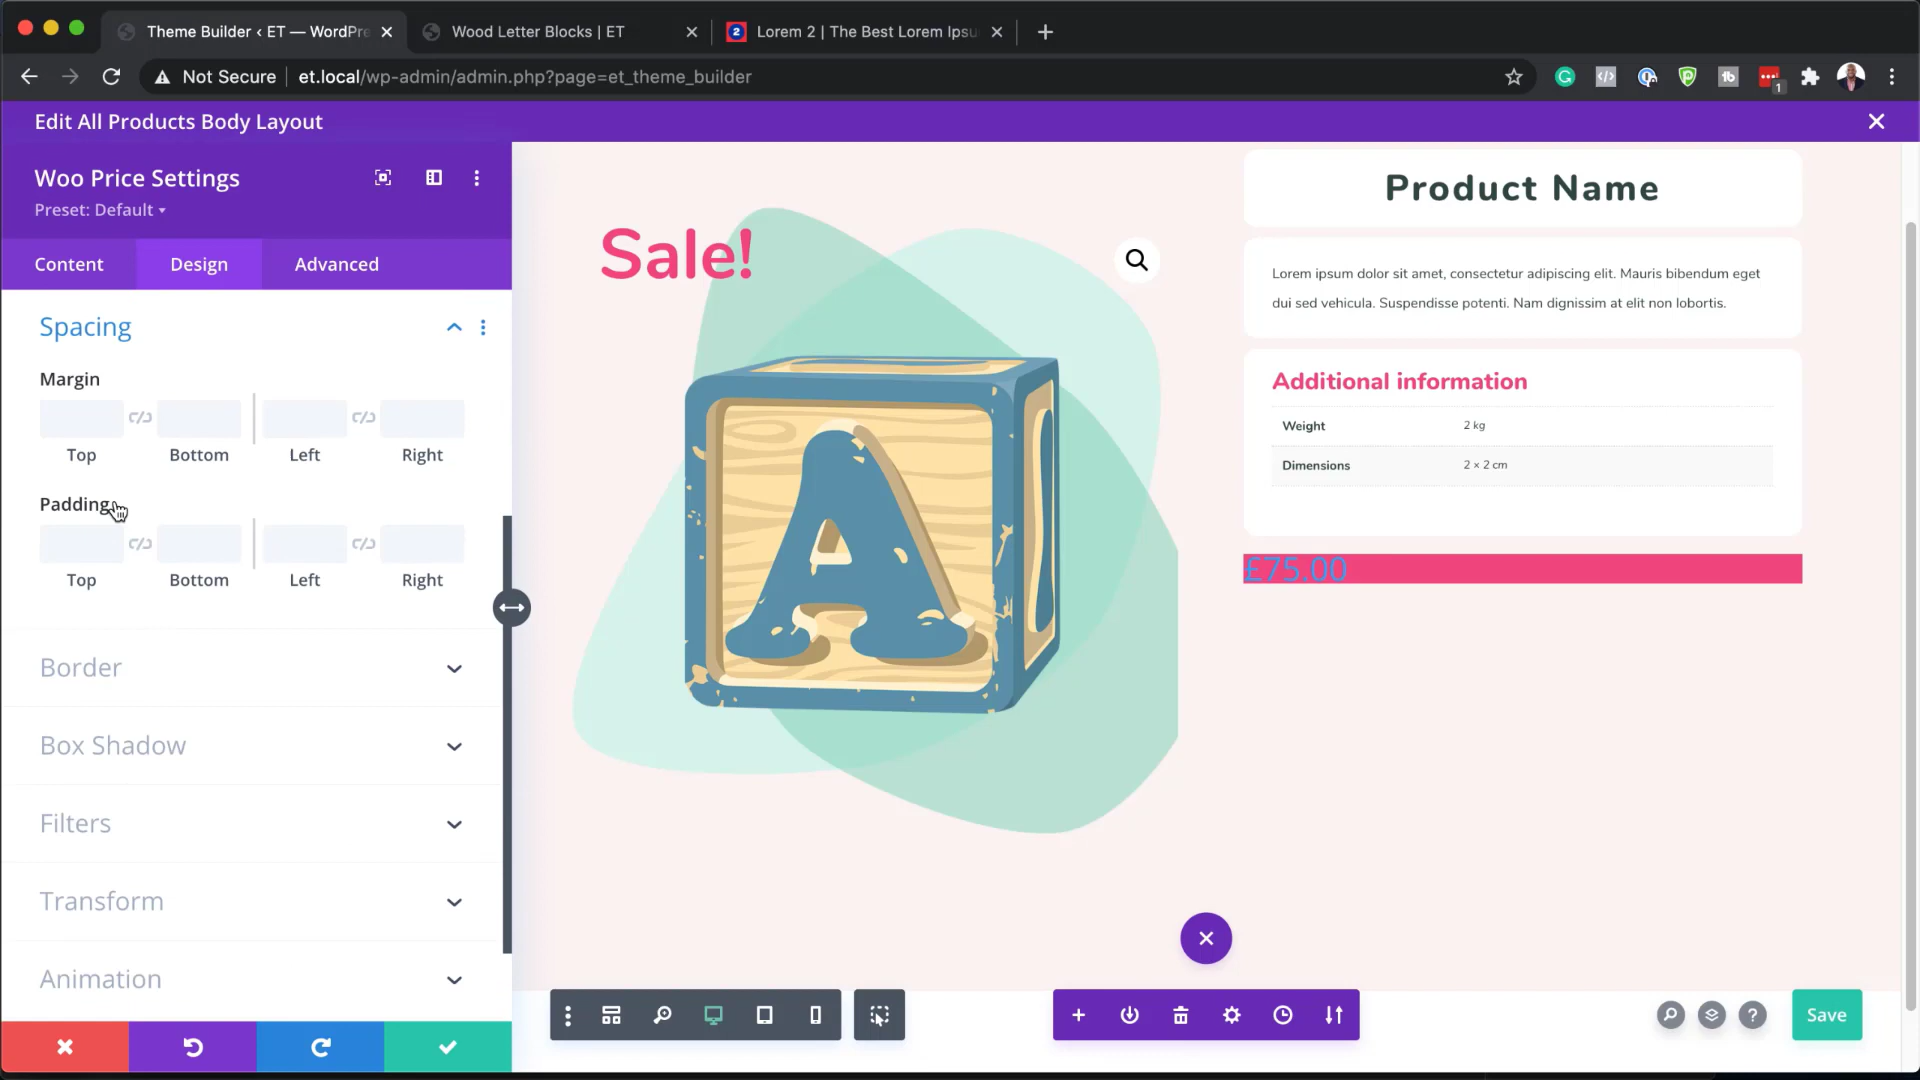 Theme Builder ‹ ET — WordPre
Wood Letter Blocks | ET
2
Lorem 2 | The Best Lorem Ipsu
Not Secure
et.local/wp-admin/admin.php?page=et_theme_builder
1
Edit All Products Body Layout
Woo Price Settings
Preset: Default
Content
Design
Advanced
Spacing
Margin
Top
Bottom
Left
Right
Padding
Top
Bottom
Left
Right
Border
Box Shadow
Filters
Transform
Animation
Sale!
A
Product Name
Lorem ipsum dolor sit amet, consectetur adipiscing elit. Mauris bibendum eget
dui sed vehicula. Suspendisse potenti. Nam dignissim at elit non lobortis.
Additional information
Weight
2 kg
Dimensions
2 × 2 cm
£75.00
?
Save